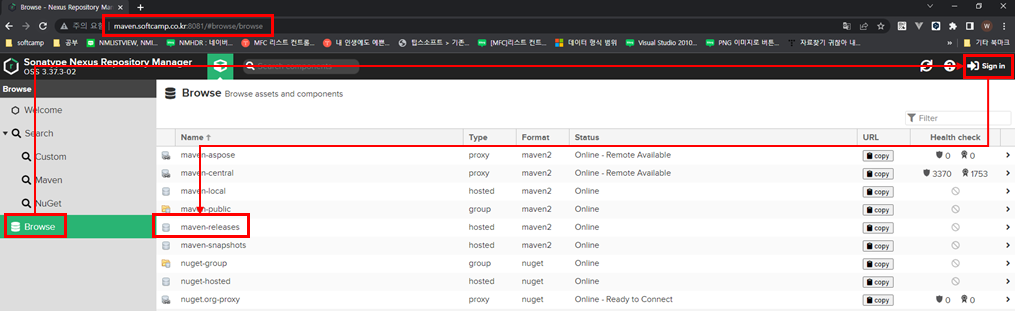 Browse - Nexus Repository Man
주의 요함 maven.softcamp.co.kr:8081/#browse/browse
softcamp 공부 NMLISTVIEW, NMI... NMHDR : 네이버... MFC 리스트 컨트롤... 내 인생에도 예쁜... 팁스소프트 > 기존... [MFC]리스트 컨트... 데이터 형식 범위 Visual Studio 2010... PNG 이미지로 버튼... 자료찾기 귀찮아 내... » 기타 북마크
Sonatype Nexus Repository Manager
OSS 3.37.3-02
Search components
Sign in
Browse
Welcome
Search
Custom
Maven
NuGet
Browse
Browse Browse assets and components
Filter
Name ↑ Type Format Status URL Health check
maven-aspose proxy maven2 Online - Remote Available copy 0 0
maven-central proxy maven2 Online - Remote Available copy 3370 1753
maven-local hosted maven2 Online copy
maven-public group maven2 Online copy
maven-releases hosted maven2 Online copy
maven-snapshots hosted maven2 Online copy
nuget-group group nuget Online copy
nuget-hosted hosted nuget Online copy
nuget.org-proxy proxy nuget Online - Ready to Connect copy 0 0